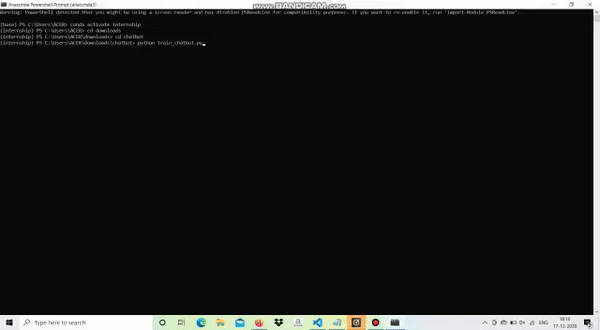 Anaconda Powershell Prompt (anaconda3)
www.BANDICAM.com
Warning: PowerShell detected that you might be using a screen reader and has disabled PSReadLine for compatibility purposes. If you want to re-enable it, run 'Import-Module PSReadLine'.
(base) PS C:\Users\ACER> conda activate internship
(internship) PS C:\Users\ACER> cd downloads
(internship) PS C:\Users\ACER\downloads> cd chatbot
(internship) PS C:\Users\ACER\downloads\chatbot> python train_chatbot.py
Type here to search
ENG
18:18
17-12-2020